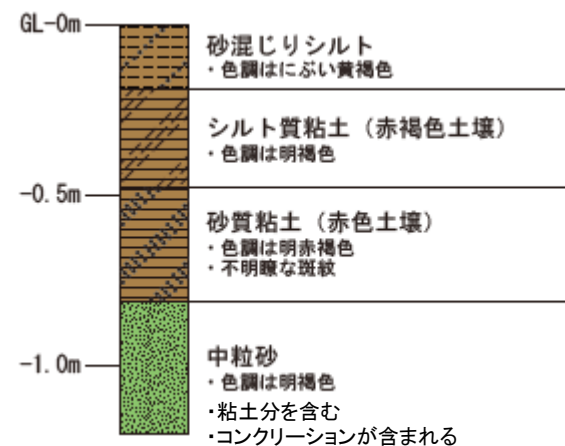 GL-0m
砂混じりシルト
・色調はにぶい黄褐色
シルト質粘土（赤褐色土壌）
・色調は明褐色
-0.5m
砂質粘土（赤色土壌）
・色調は明赤褐色
・不明瞭な斑紋
中粒砂
-1.0m
・色調は明褐色
・粘土分を含む
・コンクリーションが含まれる